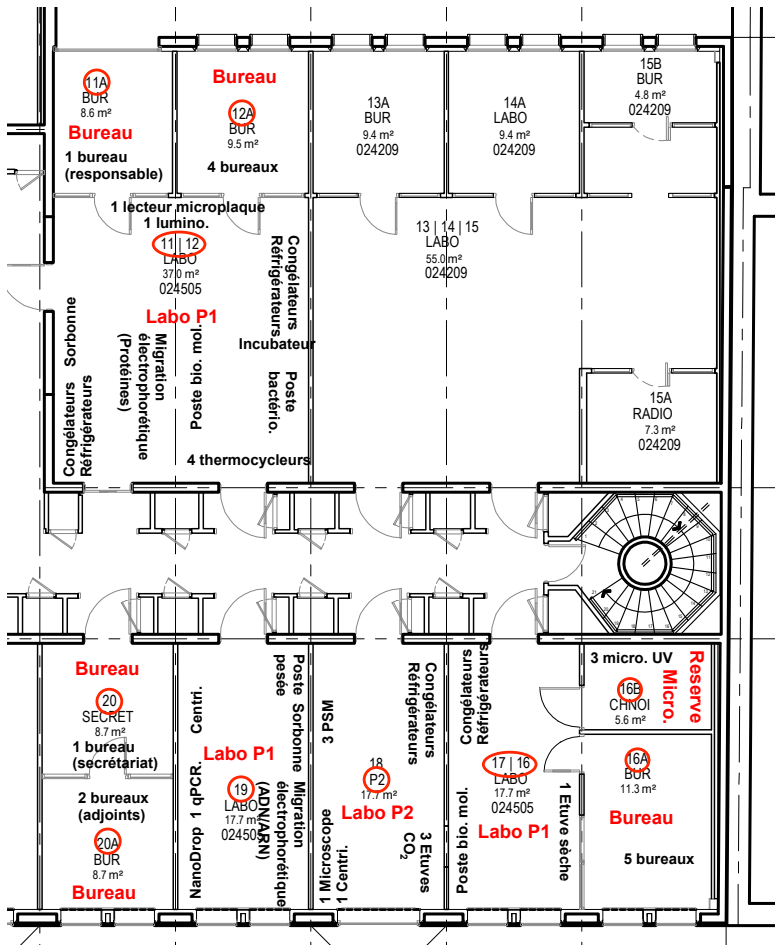 11A
BUR
8.6 m²
Bureau
1 bureau
(responsable)
Bureau
12A
BUR
9.5 m²
4 bureaux
13A
BUR
9.4 m²
024209
14A
LABO
9.4 m²
024209
15B
BUR
4.8 m²
024209
1 lecteur microplaque
1 lumino.
11 | 12
LABO
37.0 m²
024505
Labo P1
Congélateurs
Réfrigérateurs
Sorbonne
Migration
électrophorétique
(Protéines)
Poste bio. mol.
Congélateurs
Réfrigérateurs
Incubateur
Poste
bactério.
4 thermocycleurs
13 | 14 | 15
LABO
55.0 m²
024209
15A
RADIO
7.3 m²
024209
Bureau
20
SECRET
8.7 m²
1 bureau
(secrétariat)
2 bureaux
(adjoints)
20A
BUR
8.7 m²
Bureau
NanoDrop 1 qPCR. Centri.
Labo P1
19
LABO
17.7 m²
024505
Poste
pesée
Sorbonne
Migration
électrophorétique
(ADN/ARN)
3 PSM
1 Microscope
1 Centri.
18
P2
17.7 m²
Labo P2
Congélateurs
Réfrigérateurs
3 Etuves
CO₂
Congélateurs
Réfrigérateurs
Poste bio. mol.
17 | 16
LABO
17.7 m²
024505
Labo P1
1 Etuve sèche
3 micro. UV
16B
CHNOI
5.6 m²
Reserve
Micro.
16A
BUR
11.3 m²
Bureau
5 bureaux